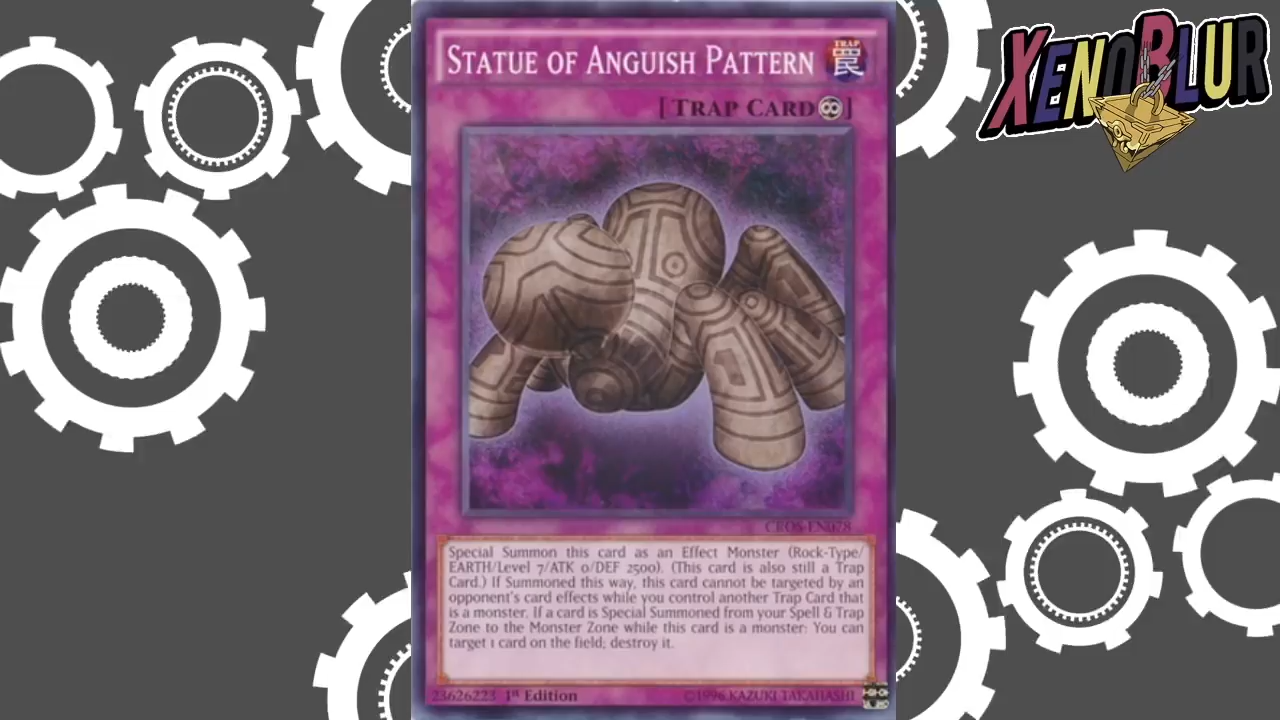 XENOBLUR
STATUE OF ANGUISH PATTERN
TRAP
罠
[TRAP CARD]
CROS-EN078
Special Summon this card as an Effect Monster (Rock-Type/
EARTH/Level 7/ATK 0/DEF 2500). (This card is also still a Trap
Card.) If Summoned this way, this card cannot be targeted by an
opponent's card effects while you control another Trap Card that
is a monster. If a card is Special Summoned from your Spell & Trap
Zone to the Monster Zone while this card is a monster: You can
target 1 card on the field; destroy it.
23626223 1st Edition
©1996 KAZUKI TAKAHASHI